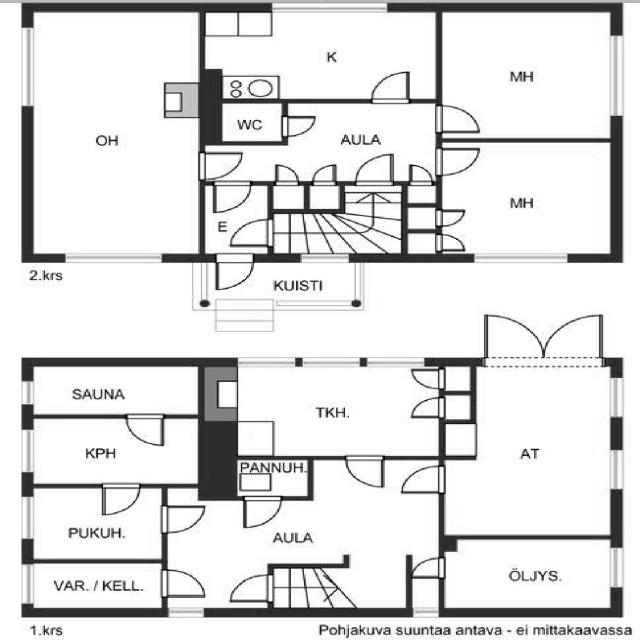 K
MH
OH
WC
AULA
MH
E
2.krs
KUISTI
SAUNA
TKH.
KPH
AT
PANNUH.
PUKUH.
AULA
VAR. / KELL.
ÖLJYS.
1.krs
Pohjakuva suuntaa antava - ei mittakaavassa